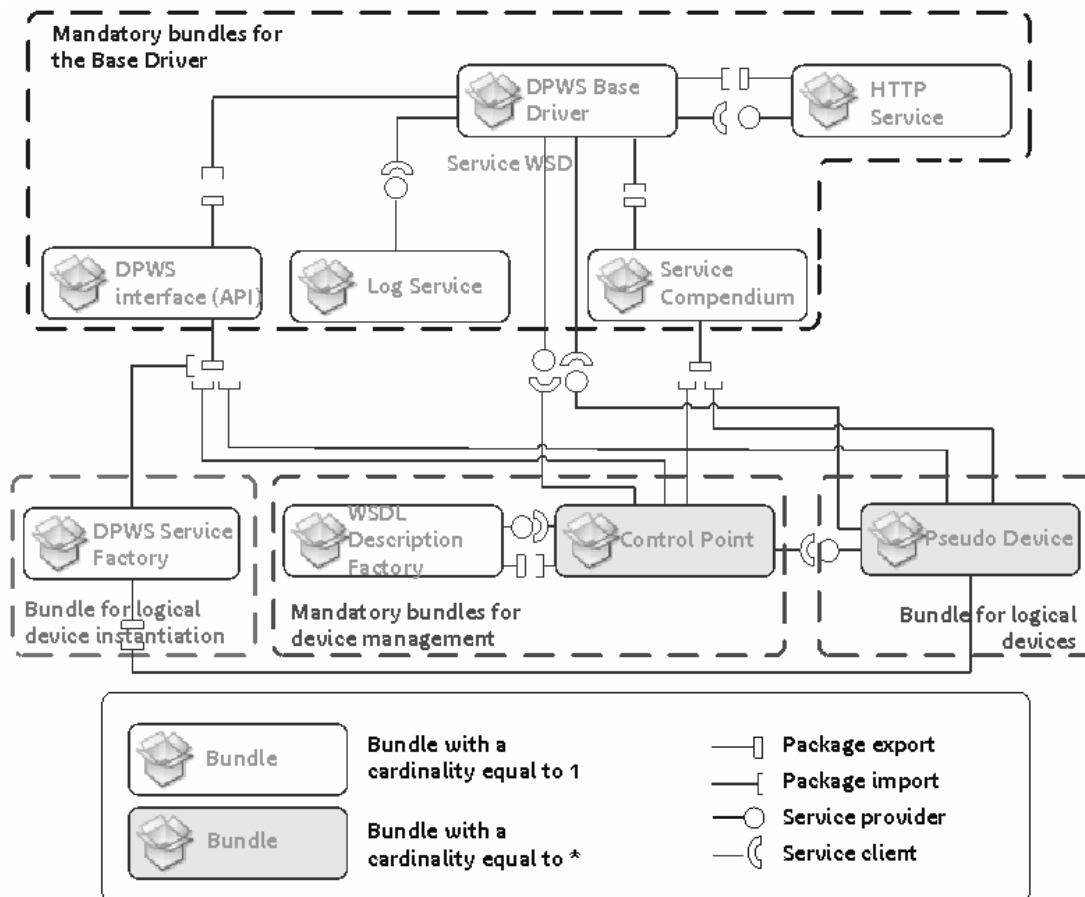 Mandatory bundles for
the Base Driver
DPWS Base
Driver
HTTP
Service
Service WSD
DPWS
interface (API)
Log Service
Service
Compendium
DPWS Service
Factory
WSDL
Description
Factory
Control Point
Pseudo Device
Bundle for logical
device instantiation
Mandatory bundles for
device management
Bundle for logical
devices
Bundle
Bundle with a
cardinality equal to 1
Bundle
Bundle with a
cardinality equal to *
Package export
Package import
Service provider
Service client